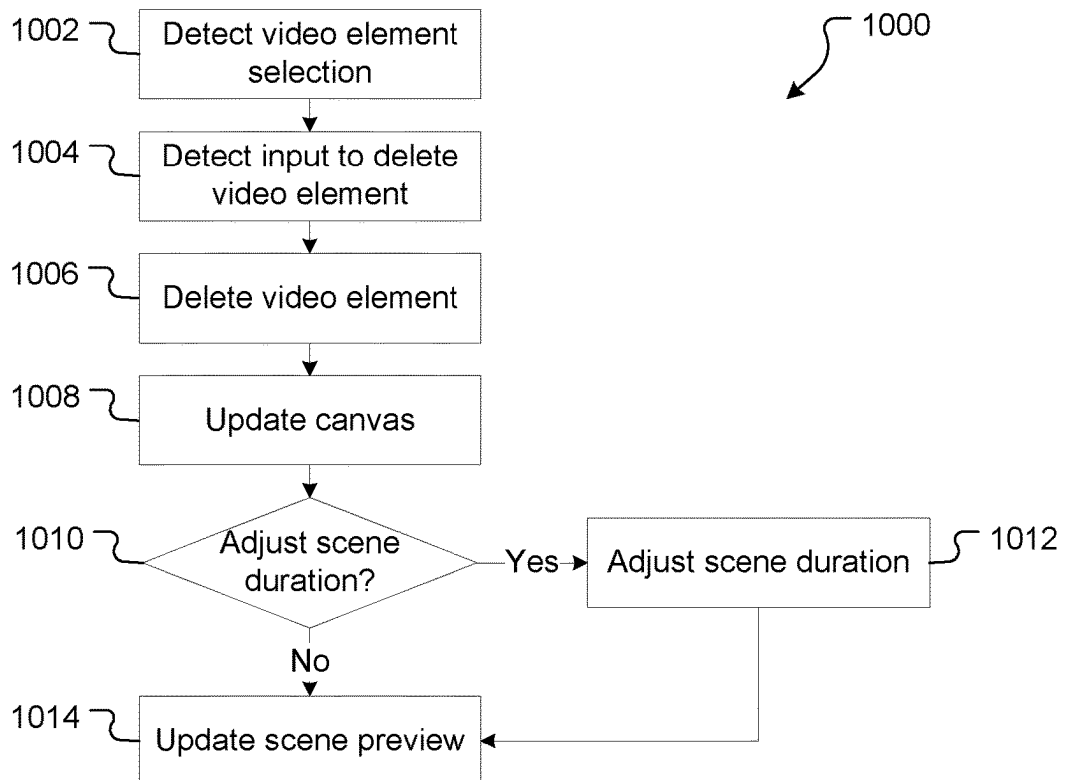 1002
Detect video element
selection
1000
1004
Detect input to delete
video element
1006
Delete video element
1008
Update canvas
1010
Adjust scene
duration?
Yes
Adjust scene duration
1012
No
1014
Update scene preview